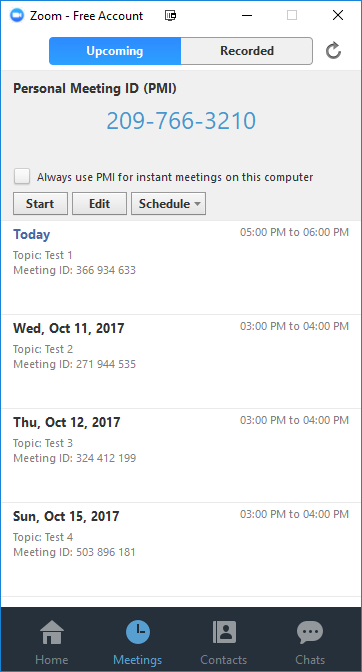 Zoom - Free Account
Upcoming Recorded
Personal Meeting ID (PMI)
209-766-3210
Always use PMI for instant meetings on this computer
Start Edit Schedule
Today 05:00 PM to 06:00 PM
Topic: Test 1
Meeting ID: 366 934 633
Wed, Oct 11, 2017 03:00 PM to 04:00 PM
Topic: Test 2
Meeting ID: 271 944 535
Thu, Oct 12, 2017 03:00 PM to 04:00 PM
Topic: Test 3
Meeting ID: 324 412 199
Sun, Oct 15, 2017 03:00 PM to 04:00 PM
Topic: Test 4
Meeting ID: 503 896 181
Home Meetings Contacts Chats